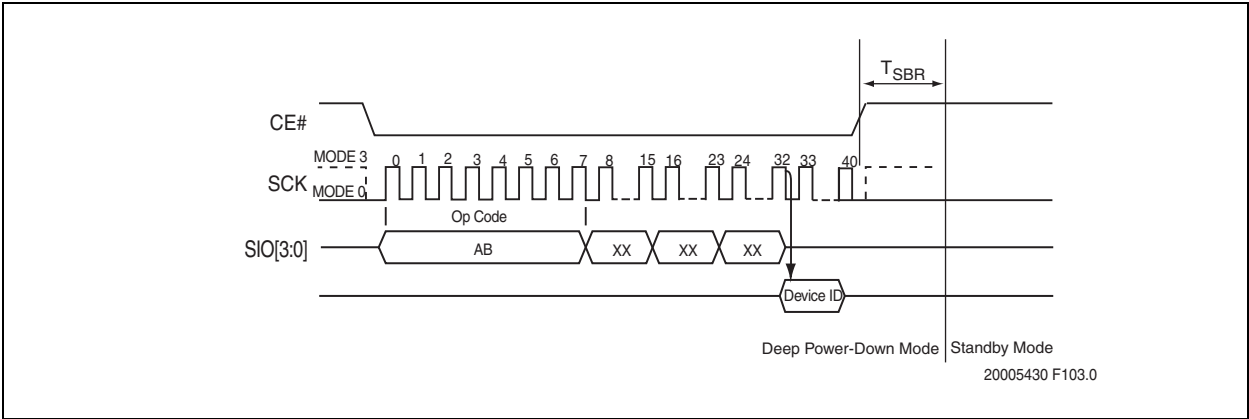 TSBR
CE#
MODE 3
0 1 2 3 4 5 6 7 8 15 16 23 24 32 33 40
SCK
MODE 0
Op Code
SIO[3:0]
AB XX XX XX
Device ID
Deep Power-Down Mode Standby Mode
20005430 F103.0